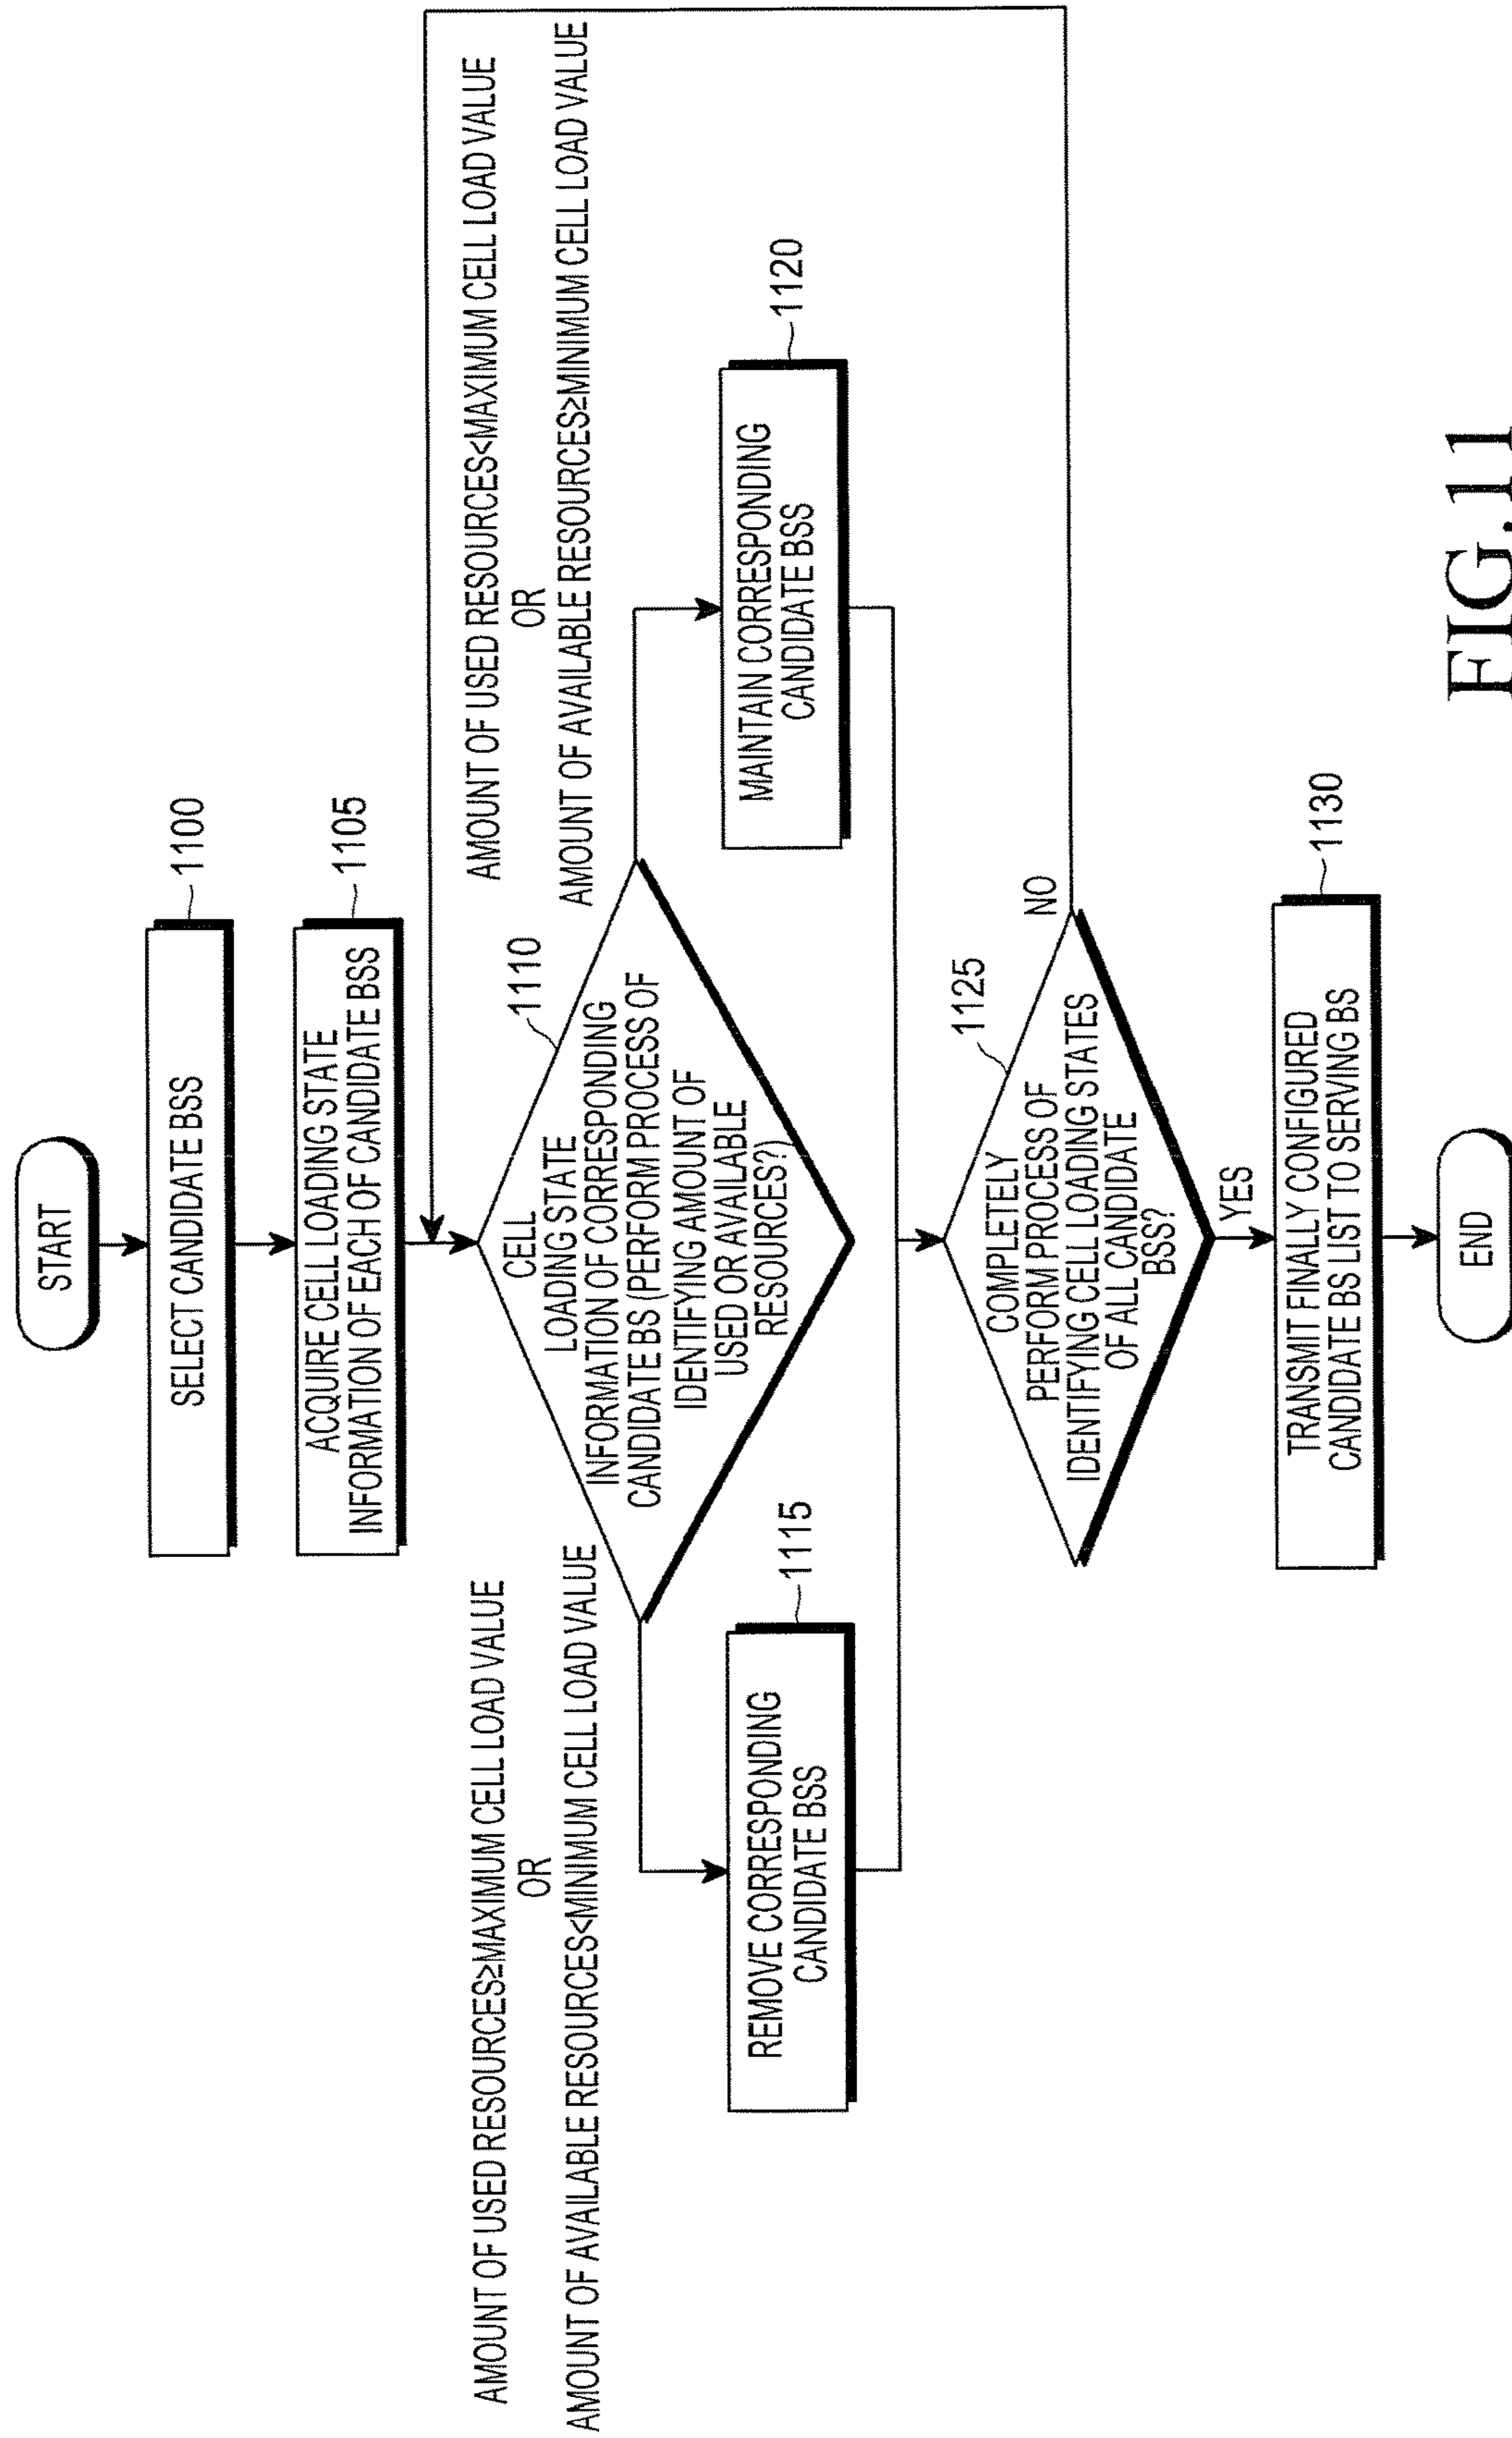 START
SELECT CANDIDATE BSS
1100
ACQUIRE CELL LOADING STATE
INFORMATION OF EACH OF CANDIDATE BSS
1105
AMOUNT OF USED RESOURCES≥MAXIMUM CELL LOAD VALUE
OR
AMOUNT OF AVAILABLE RESOURCES<MINIMUM CELL LOAD VALUE
CELL
LOADING STATE
INFORMATION OF CORRESPONDING
CANDIDATE BS (PERFORM PROCESS OF
IDENTIFYING AMOUNT OF
USED OR AVAILABLE
RESOURCES?)
1110
AMOUNT OF USED RESOURCES<MAXIMUM CELL LOAD VALUE
OR
AMOUNT OF AVAILABLE RESOURCES≥MINIMUM CELL LOAD VALUE
REMOVE CORRESPONDING
CANDIDATE BSS
1115
MAINTAIN CORRESPONDING
CANDIDATE BSS
1120
COMPLETELY
PERFORM PROCESS OF
IDENTIFYING CELL LOADING STATES
OF ALL CANDIDATE
BSS?
1125
NO
YES
TRANSMIT FINALLY CONFIGURED
CANDIDATE BS LIST TO SERVING BS
1130
END
FIG.11